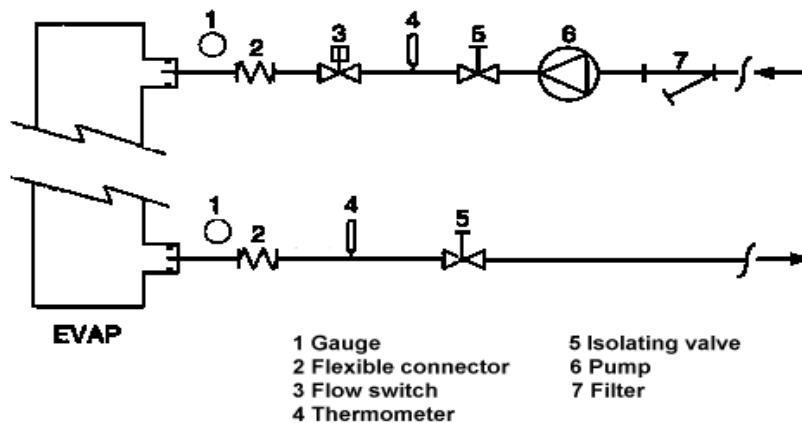 1 2 3 4 5 6 7
1 2 4 5
EVAP
1 Gauge
2 Flexible connector
3 Flow switch
4 Thermometer
5 Isolating valve
6 Pump
7 Filter